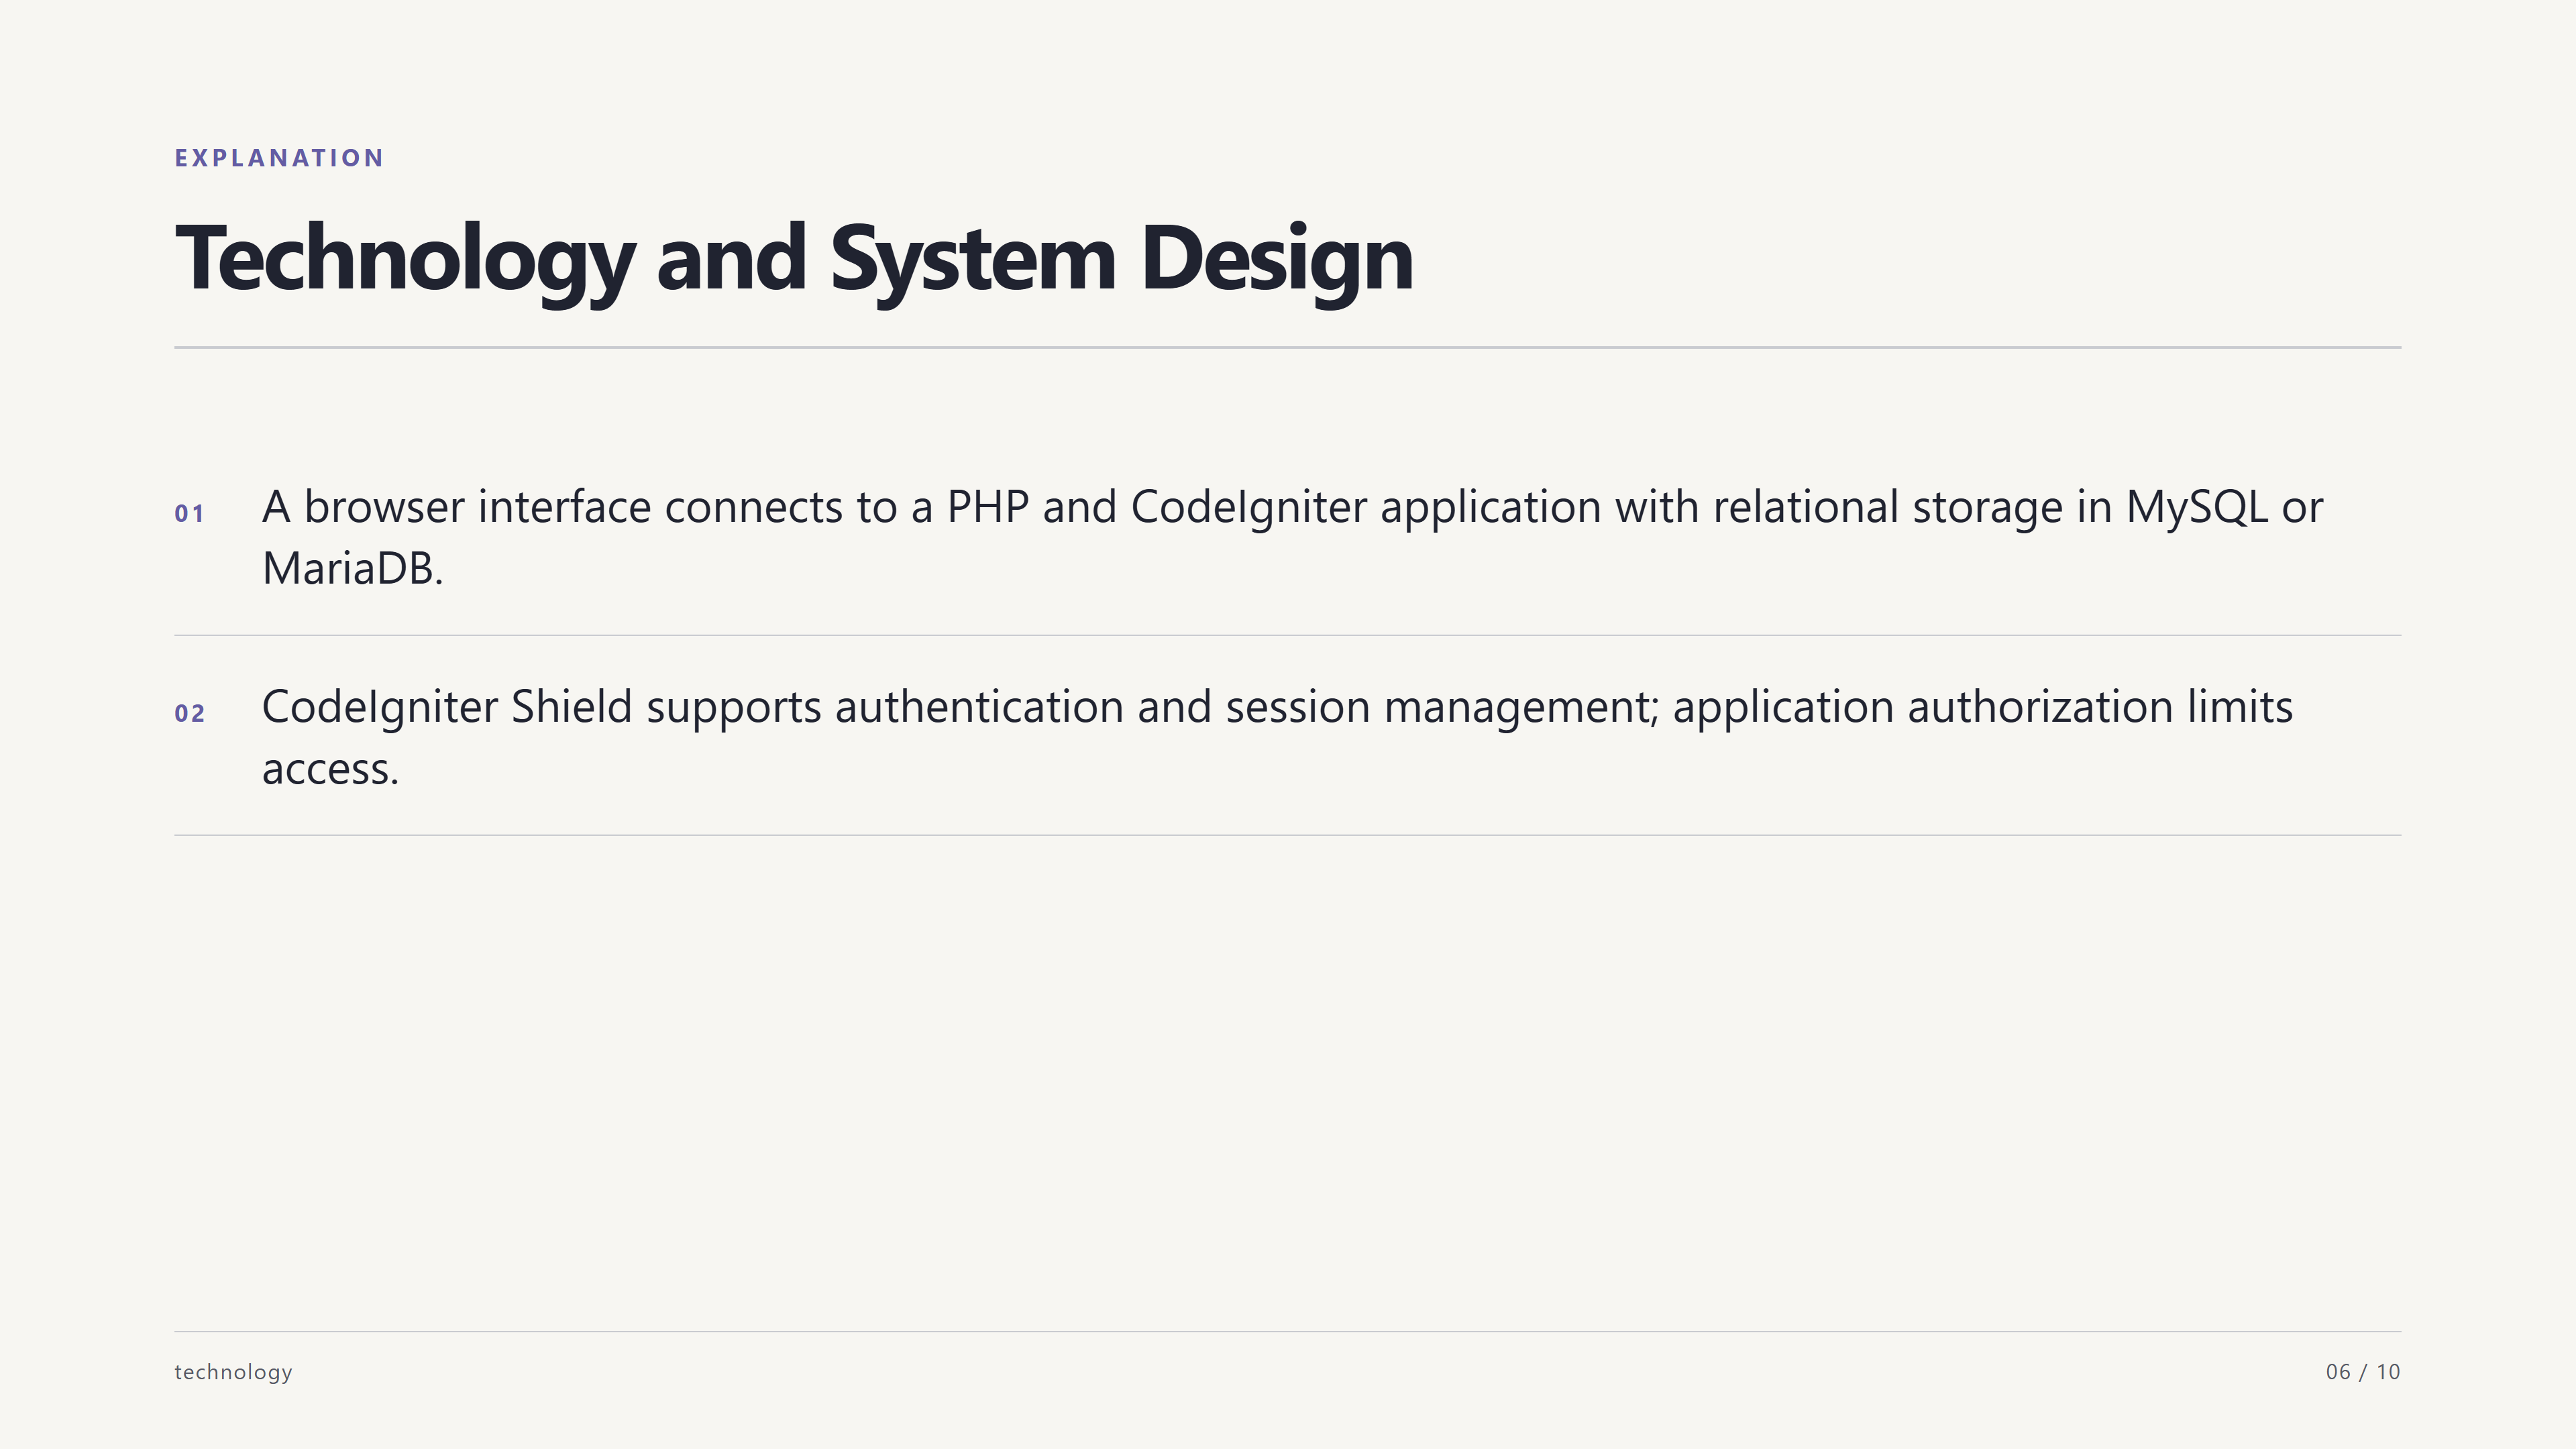 EXPLANATION
Technology and System Design
01 A browser interface connects to a PHP and CodeIgniter application with relational storage in MySQL or
MariaDB.
02 CodeIgniter Shield supports authentication and session management; application authorization limits
access.
technology 06 / 10